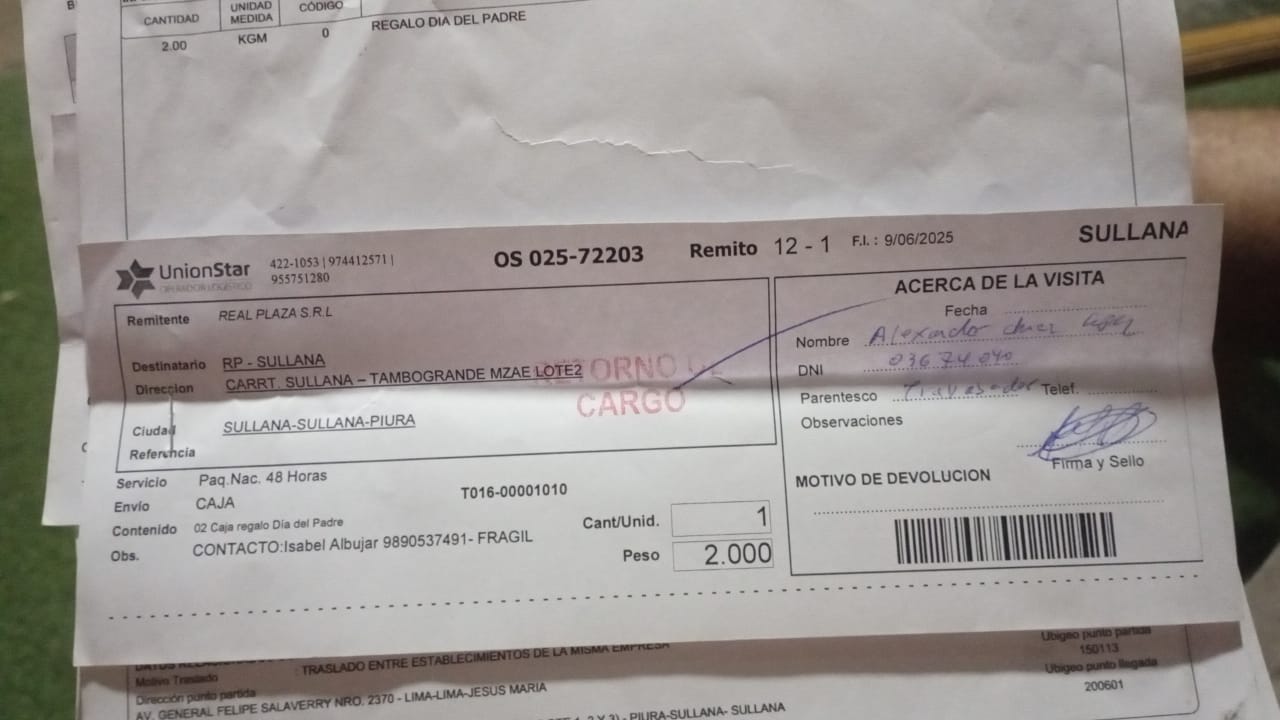 CANTIDAD
UNIDAD MEDIDA
CÓDIGO
2.00 KGM 0 REGALO DIA DEL PADRE
UnionStar
OPERADOR LOGÍSTICO
422-1053 | 974412571 |
955751280
OS 025-72203
Remito 12 - 1
F.I. : 9/06/2025
SULLANA
Remitente REAL PLAZA S.R.L
Destinatario RP - SULLANA
Direccion CARRT. SULLANA – TAMBOGRANDE MZAE LOTE2
Ciudad SULLANA-SULLANA-PIURA
Referencia
RETORNO DE
CARGO
Servicio Paq.Nac. 48 Horas
Envío CAJA
T016-00001010
Contenido 02 Caja regalo Día del Padre
Obs. CONTACTO:Isabel Albujar 9890537491- FRAGIL
Cant/Unid. 1
Peso 2.000
ACERCA DE LA VISITA
Fecha
Nombre
DNI
Parentesco Telef.
Observaciones
Firma y Sello
MOTIVO DE DEVOLUCION
Motivo Traslado : TRASLADO ENTRE ESTABLECIMIENTOS DE LA MISMA EMPRESA
Dirección punto partida
AV. GENERAL FELIPE SALAVERRY NRO. 2370 - LIMA-LIMA-JESUS MARIA
Ubigeo punto partida
150113
Ubigeo punto llegada
200601
PIURA-SULLANA- SULLANA